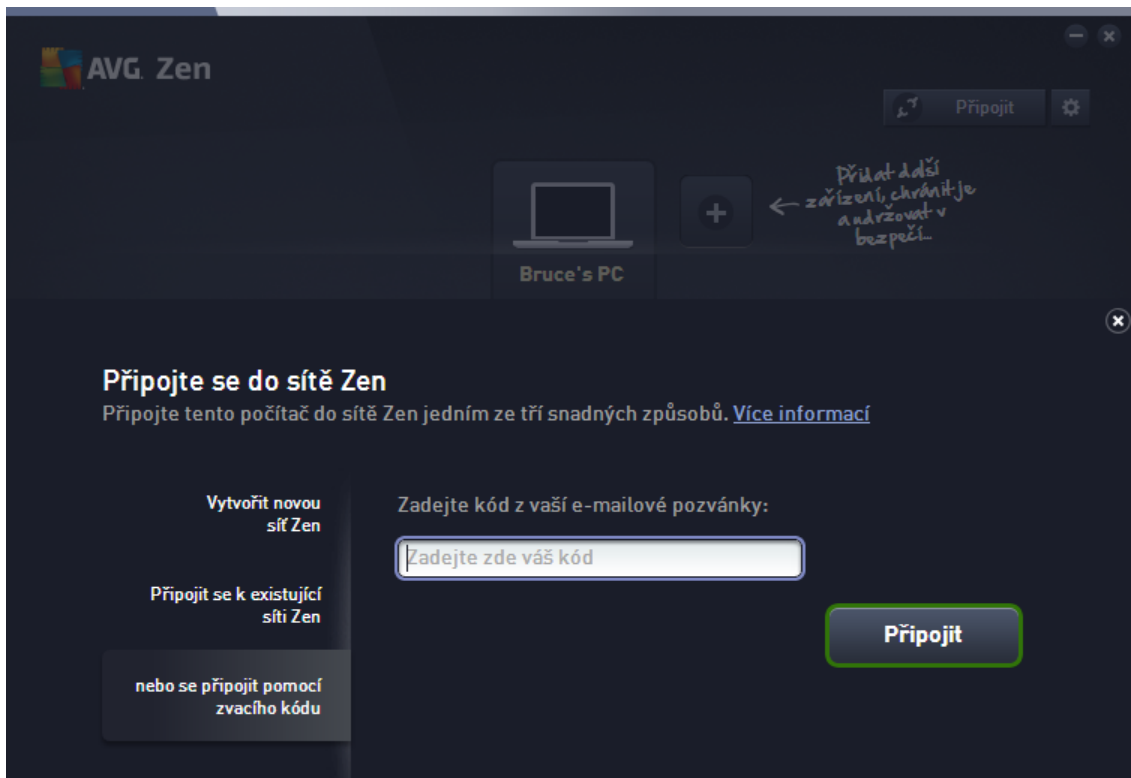 AVG. Zen
Připojit
Přidat další
zařízení, chránit je
a udržovat v
bezpečí...
Bruce's PC
Připojte se do sítě Zen
Připojte tento počítač do sítě Zen jedním ze tří snadných způsobů. Více informací
Vytvořit novou
síť Zen
Připojit se k existující
síti Zen
nebo se připojit pomocí
zvacího kódu
Zadejte kód z vaší e-mailové pozvánky:
Zadejte zde váš kód
Připojit